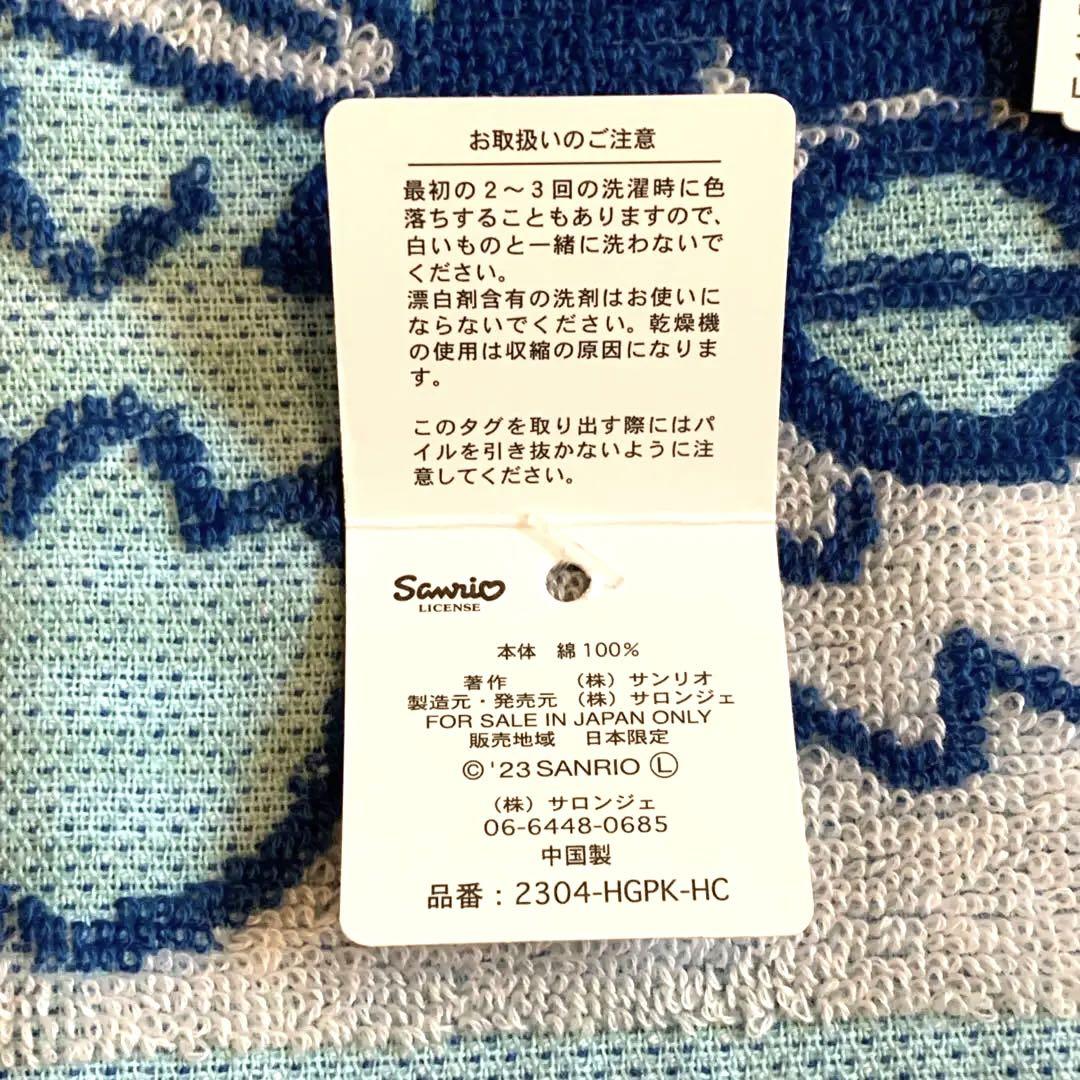 お取扱いのご注意
最初の2～3回の洗濯時に色
落ちすることもありますので、
白いものと一緒に洗わないで
ください。
漂白剤含有の洗剤はお使いに
ならないでください。乾燥機
の使用は収縮の原因になりま
す。
このタグを取り出す際にはパ
イルを引き抜かないように注
意してください。
Sanrio
LICENSE
本体 綿100%
著作 （株）サンリオ
製造元・発売元 （株）サロンジェ
FOR SALE IN JAPAN ONLY
販売地域 日本限定
© '23 SANRIO Ⓛ
（株）サロンジェ
06-6448-0685
中国製
品番：2304-HGPK-HC